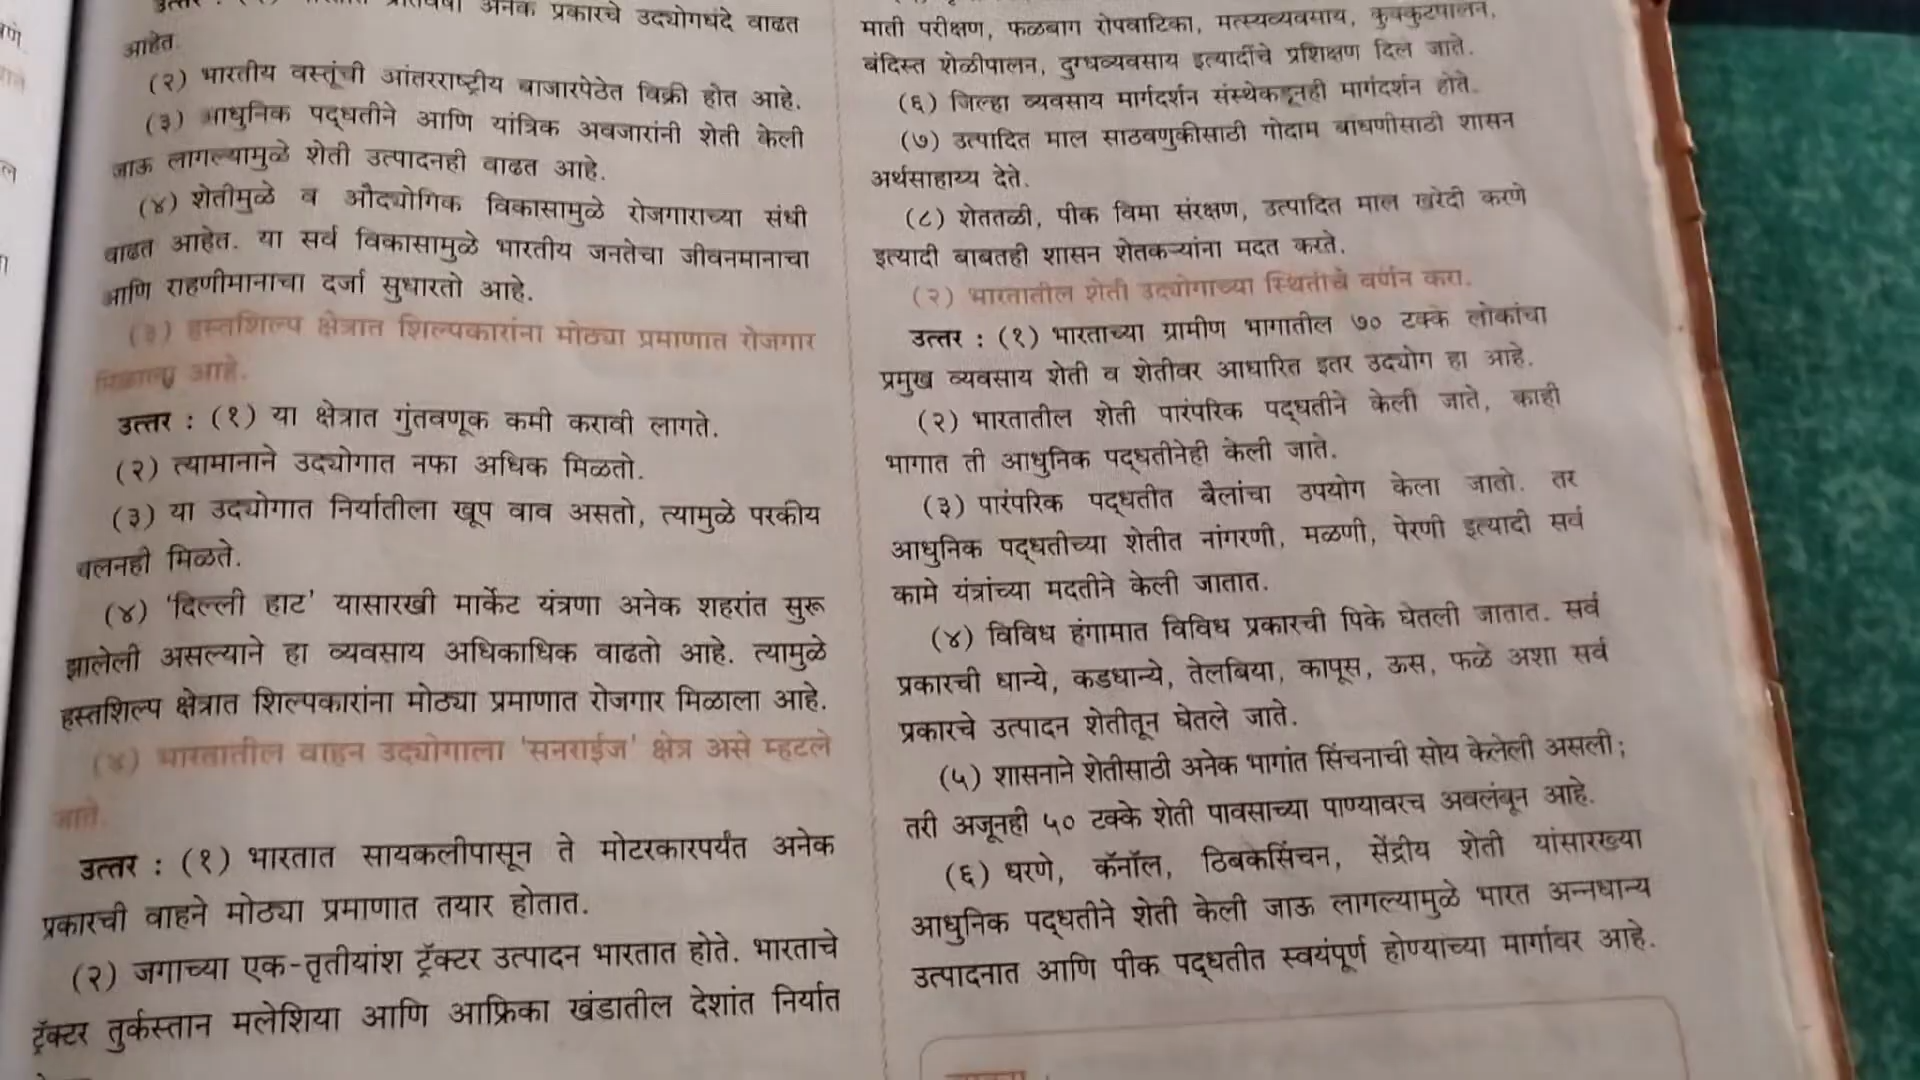 अनेक प्रकारचे उद्योगधंदे वाढत
आहेत.
(२) भारतीय वस्तूंची आंतरराष्ट्रीय बाजारपेठेत विक्री होत आहे.
(३) आधुनिक पद्धतीने आणि यांत्रिक अवजारांनी शेती केली
जाऊ लागल्यामुळे शेती उत्पादनही वाढत आहे.
(४) शेतीमुळे व औद्योगिक विकासामुळे रोजगाराच्या संधी
वाढत आहेत. या सर्व विकासामुळे भारतीय जनतेचा जीवनमानाचा
आणि राहणीमानाचा दर्जा सुधारतो आहे.
(३) हस्तशिल्प क्षेत्रात शिल्पकारांना मोठ्या प्रमाणात रोजगार
मिळाला आहे.
उत्तर : (१) या क्षेत्रात गुंतवणूक कमी करावी लागते.
(२) त्यामानाने उद्योगात नफा अधिक मिळतो.
(३) या उद्योगात निर्यातीला खूप वाव असतो, त्यामुळे परकीय
चलनही मिळते.
(४) 'दिल्ली हाट' यासारखी मार्केट यंत्रणा अनेक शहरांत सुरू
झालेली असल्याने हा व्यवसाय अधिकाधिक वाढतो आहे. त्यामुळे
हस्तशिल्प क्षेत्रात शिल्पकारांना मोठ्या प्रमाणात रोजगार मिळाला आहे.
(४) भारतातील वाहन उद्योगाला 'सनराईज' क्षेत्र असे म्हटले
जाते.
उत्तर : (१) भारतात सायकलीपासून ते मोटरकारपर्यंत अनेक
प्रकारची वाहने मोठ्या प्रमाणात तयार होतात.
(२) जगाच्या एक-तृतीयांश ट्रॅक्टर उत्पादन भारतात होते. भारताचे
ट्रॅक्टर तुर्कस्तान मलेशिया आणि आफ्रिका खंडातील देशांत निर्यात
माती परीक्षण, फळबाग रोपवाटिका, मत्स्यव्यवसाय, कुक्कुटपालन,
बंदिस्त शेळीपालन, दुग्धव्यवसाय इत्यादींचे प्रशिक्षण दिले जाते.
(६) जिल्हा व्यवसाय मार्गदर्शन संस्थेकडूनही मार्गदर्शन होते.
(७) उत्पादित माल साठवणुकीसाठी गोदाम बांधणीसाठी शासन
अर्थसाहाय्य देते.
(८) शेततळी, पीक विमा संरक्षण, उत्पादित माल खरेदी करणे
इत्यादी बाबतही शासन शेतकऱ्यांना मदत करते.
(२) भारतातील शेती उद्योगाच्या स्थितीचे वर्णन करा.
उत्तर : (१) भारताच्या ग्रामीण भागातील ७० टक्के लोकांचा
प्रमुख व्यवसाय शेती व शेतीवर आधारित इतर उद्योग हा आहे.
(२) भारतातील शेती पारंपरिक पद्धतीने केली जाते, काही
भागात ती आधुनिक पद्धतीनेही केली जाते.
(३) पारंपरिक पद्धतीत बैलांचा उपयोग केला जातो. तर
आधुनिक पद्धतीच्या शेतीत नांगरणी, मळणी, पेरणी इत्यादी सर्व
कामे यंत्रांच्या मदतीने केली जातात.
(४) विविध हंगामात विविध प्रकारची पिके घेतली जातात. सर्व
प्रकारची धान्ये, कडधान्ये, तेलबिया, कापूस, ऊस, फळे अशा सर्व
प्रकारचे उत्पादन शेतीतून घेतले जाते.
(५) शासनाने शेतीसाठी अनेक भागांत सिंचनाची सोय केलेली असली;
तरी अजूनही ५० टक्के शेती पावसाच्या पाण्यावरच अवलंबून आहे.
(६) धरणे, कॅनॉल, ठिबकसिंचन, सेंद्रीय शेती यांसारख्या
आधुनिक पद्धतीने शेती केली जाऊ लागल्यामुळे भारत अन्नधान्य
उत्पादनात आणि पीक पद्धतीत स्वयंपूर्ण होण्याच्या मार्गावर आहे.